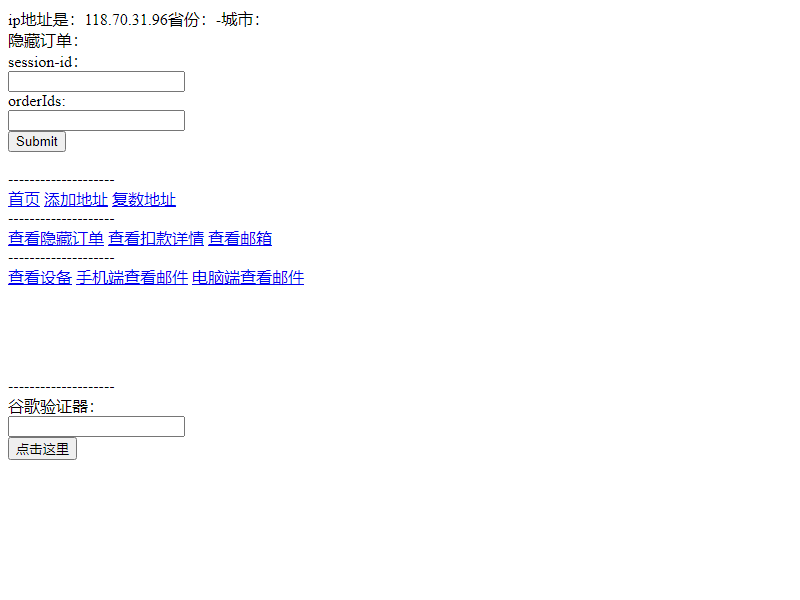 ip地址是：118.70.31.96省份：-城市：
隐藏订单：
session-id：
orderIds:
Submit
--------------------
首页 添加地址 复数地址
--------------------
查看隐藏订单 查看扣款详情 查看邮箱
--------------------
查看设备 手机端查看邮件 电脑端查看邮件
--------------------
谷歌验证器：
点击这里